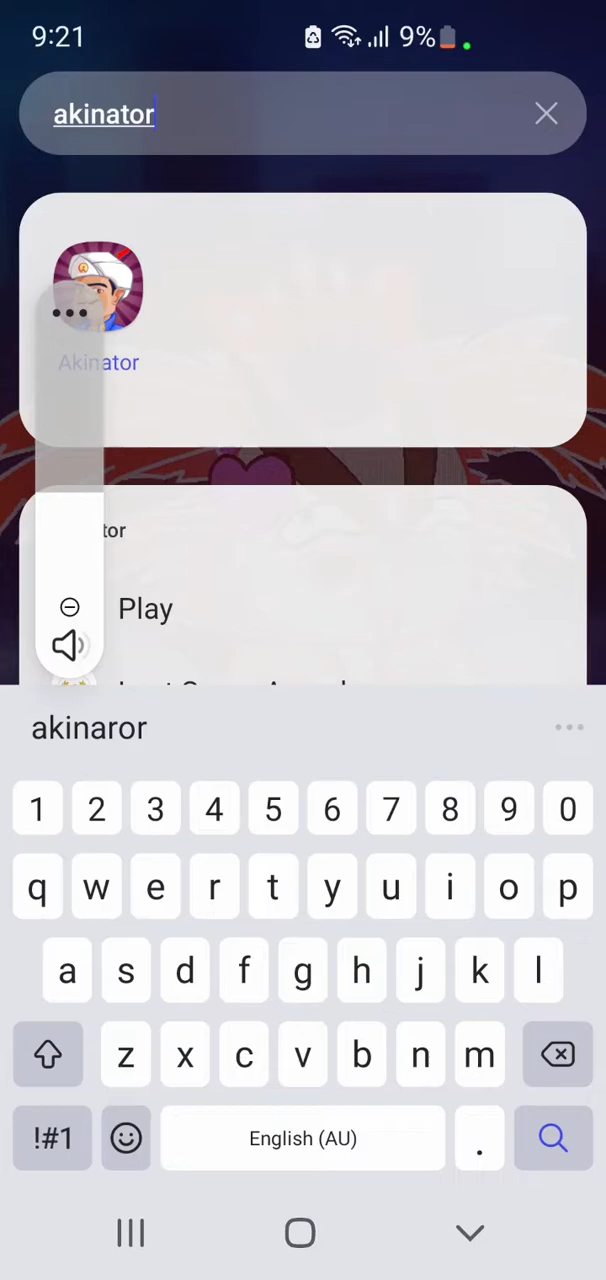 9:21
9%
akinator
Akinator
tor
Play
akinaror
1 2 3 4 5 6 7 8 9 0
q w e r t y u i o p
a s d f g h j k l
z x c v b n m
!#1
English (AU)
.